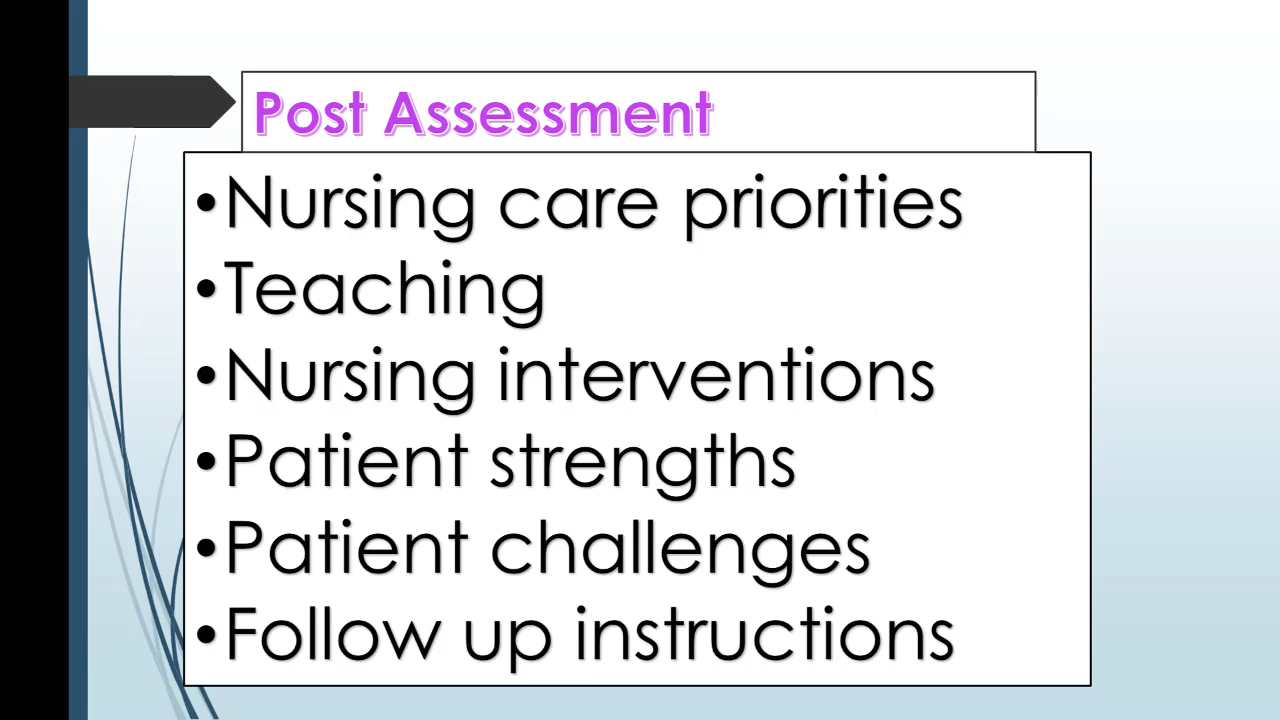 Post Assessment
•Nursing care priorities
•Teaching
•Nursing interventions
•Patient strengths
•Patient challenges
•Follow up instructions